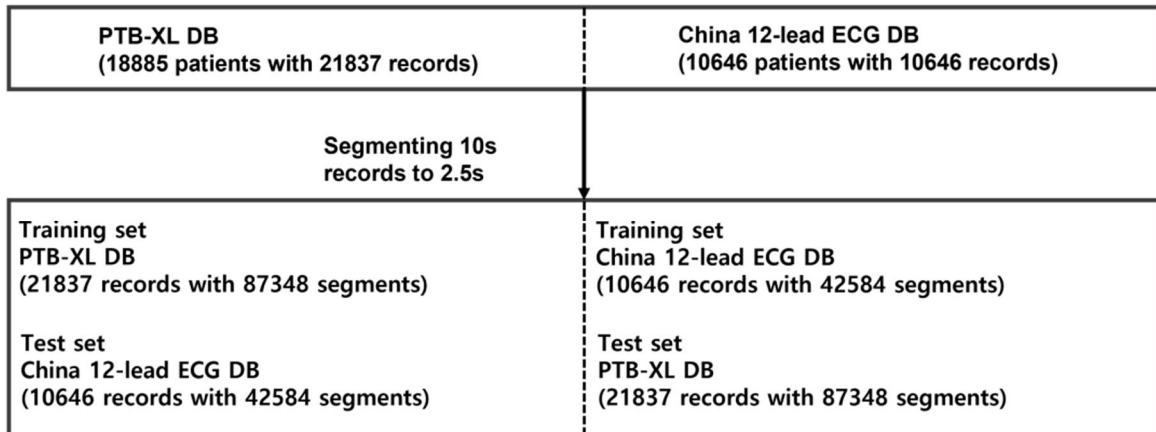 PTB-XL DB
(18885 patients with 21837 records)
China 12-lead ECG DB
(10646 patients with 10646 records)
Segmenting 10s
records to 2.5s
Training set
PTB-XL DB
(21837 records with 87348 segments)
Test set
China 12-lead ECG DB
(10646 records with 42584 segments)
Training set
China 12-lead ECG DB
(10646 records with 42584 segments)
Test set
PTB-XL DB
(21837 records with 87348 segments)